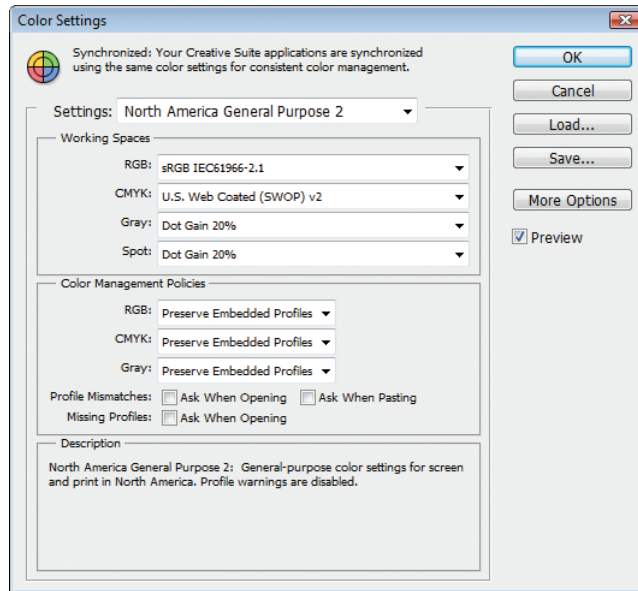 Color Settings
Synchronized: Your Creative Suite applications are synchronized
using the same color settings for consistent color management.
OK
Cancel
Load...
Save...
More Options
Preview
Settings: North America General Purpose 2
Working Spaces
RGB: sRGB IEC61966-2.1
CMYK: U.S. Web Coated (SWOP) v2
Gray: Dot Gain 20%
Spot: Dot Gain 20%
Color Management Policies
RGB: Preserve Embedded Profiles
CMYK: Preserve Embedded Profiles
Gray: Preserve Embedded Profiles
Profile Mismatches: Ask When Opening Ask When Pasting
Missing Profiles: Ask When Opening
Description
North America General Purpose 2: General-purpose color settings for screen
and print in North America. Profile warnings are disabled.